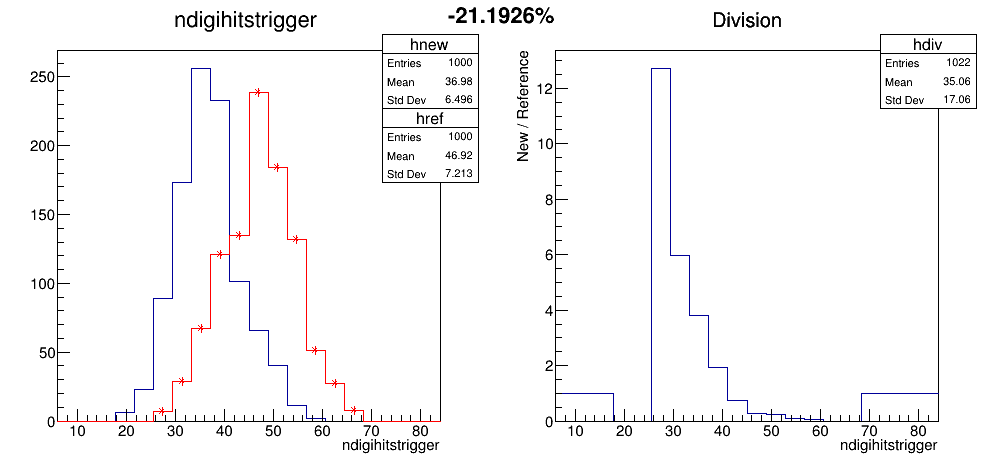 -21.1926%
ndigihitstrigger
hnew
Entries 1000
Mean 36.98
Std Dev 6.496
href
Entries 1000
Mean 46.92
Std Dev 7.213
250
200
150
100
50
0
10 20 30 40 50 60 70 80
ndigihitstrigger
Division
hdiv
Entries 1022
Mean 35.06
Std Dev 17.06
New / Reference
12
10
8
6
4
2
0
10 20 30 40 50 60 70 80
ndigihitstrigger